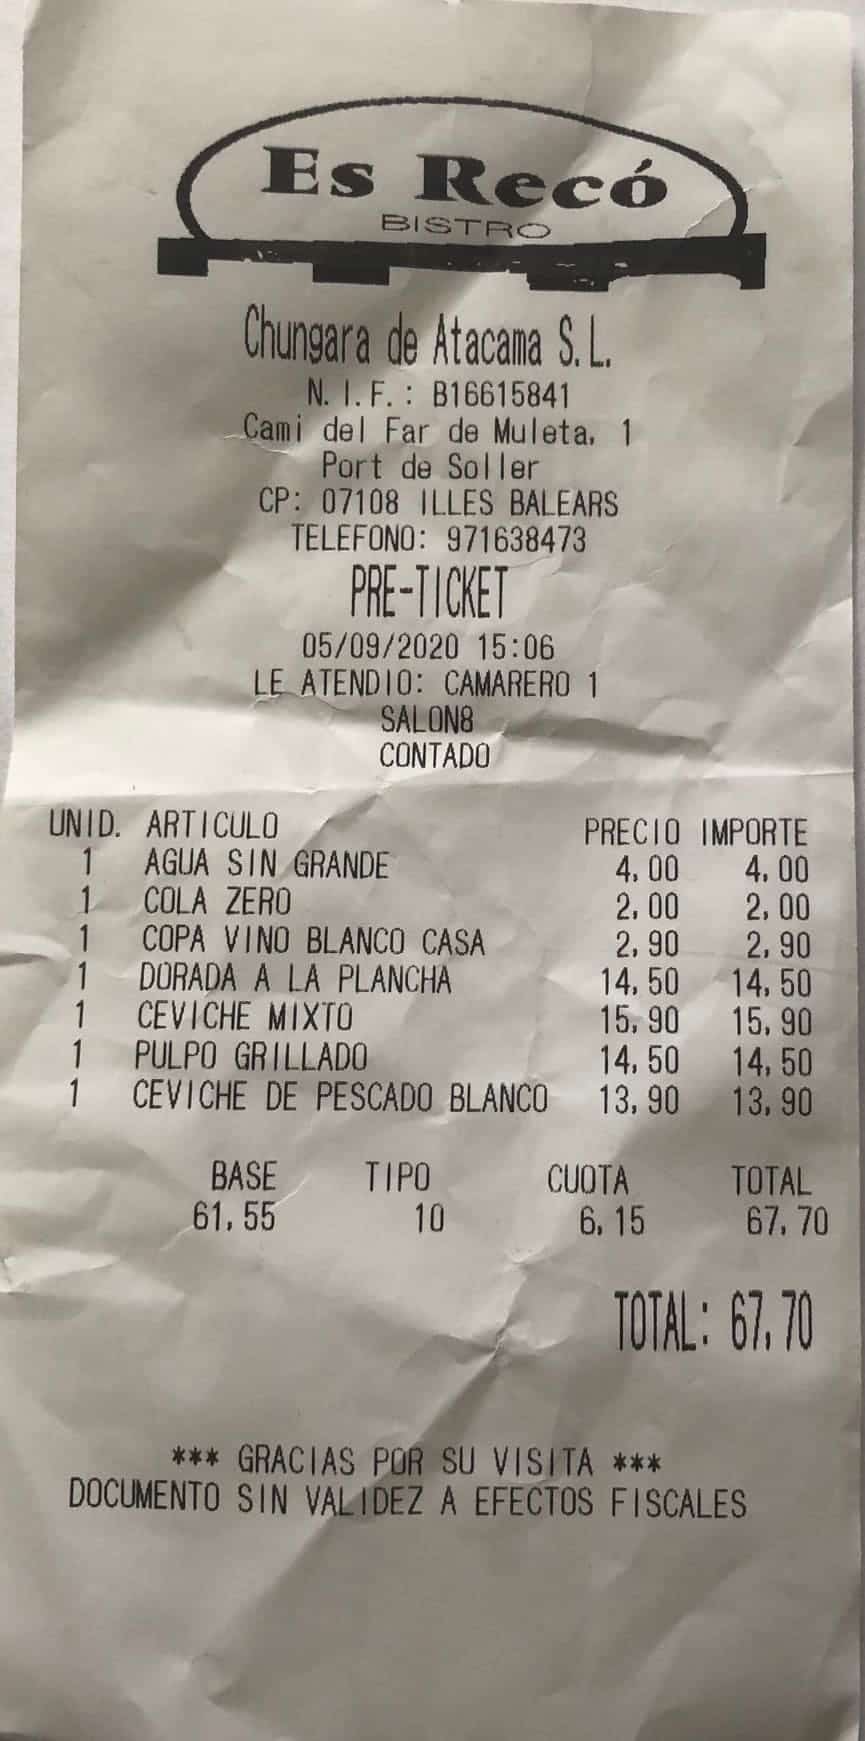 Es Recó
BISTRO
Chungara de Atacama S.L.
N.I.F.: B16615841
Cami del Far de Muleta, 1
Port de Soller
CP: 07108 ILLES BALEARS
TELEFONO: 971638473
PRE-TICKET
05/09/2020 15:06
LE ATENDIO: CAMARERO 1
SALON8
CONTADO
UNID. ARTICULO PRECIO IMPORTE
1 AGUA SIN GRANDE 4,00 4,00
1 COLA ZERO 2,00 2,00
1 COPA VINO BLANCO CASA 2,90 2,90
1 DORADA A LA PLANCHA 14,50 14,50
1 CEVICHE MIXTO 15,90 15,90
1 PULPO GRILLADO 14,50 14,50
1 CEVICHE DE PESCADO BLANCO 13,90 13,90
BASE TIPO CUOTA TOTAL
61,55 10 6,15 67,70
TOTAL: 67,70
*** GRACIAS POR SU VISITA ***
DOCUMENTO SIN VALIDEZ A EFECTOS FISCALES